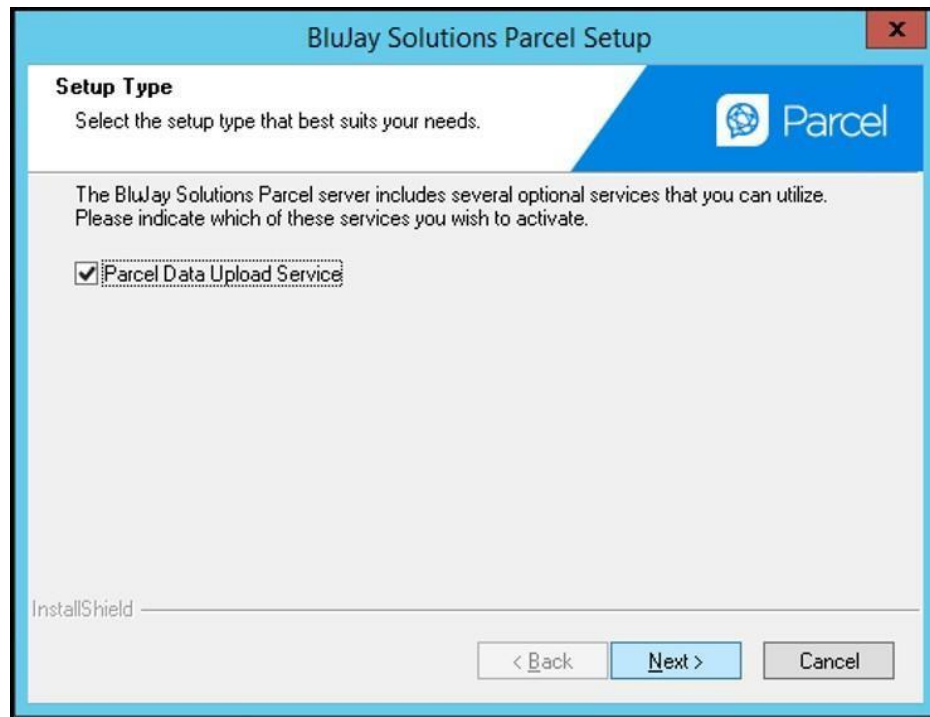 BluJay Solutions Parcel Setup
x
Setup Type
Select the setup type that best suits your needs.
Parcel
The BluJay Solutions Parcel server includes several optional services that you can utilize.
Please indicate which of these services you wish to activate.
Parcel Data Upload Service
InstallShield
< Back
Next >
Cancel